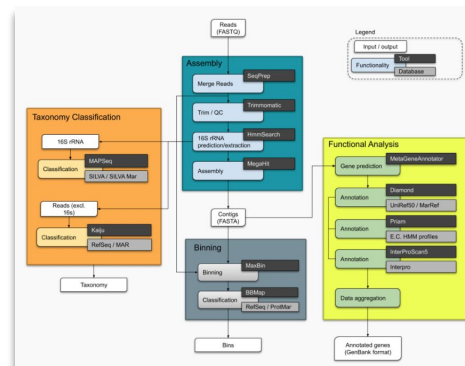 Reads
(FASTQ)
Legend
Input / output
Tool
Functionality
Database
Assembly
SeqPrep
Merge Reads
Trimmomatic
Trim / QC
HmmSearch
16S rRNA
prediction/extraction
MegaHit
Assembly
Contigs
(FASTA)
Taxonomy Classification
16S rRNA
MAPSeq
Classification
SILVA / SILVA Mar
Reads (excl.
16s)
Kaiju
Classification
RefSeq / MAR
Taxonomy
Binning
MaxBin
Binning
BBMap
Classification
RefSeq / ProtMar
Bins
Functional Analysis
MetaGeneAnnotator
Gene prediction
Diamond
Annotation
UniRef50 / MarRef
Priam
Annotation
E.C. HMM profiles
InterProScan5
Annotation
Interpro
Data aggregation
Annotated genes
(GenBank format)